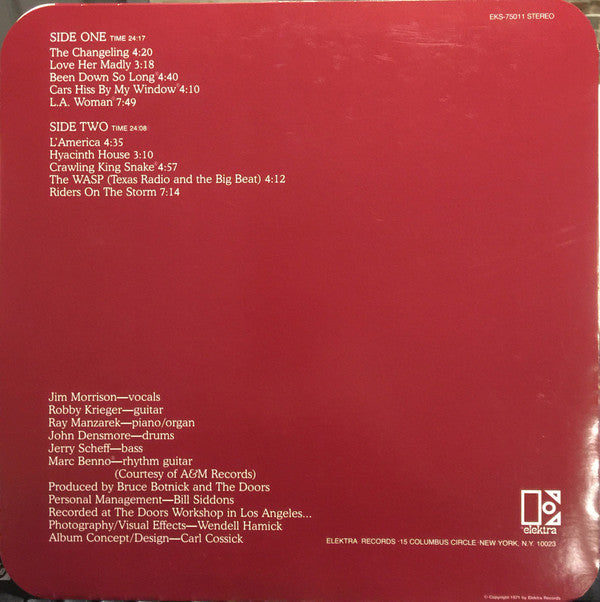 EKS-75011 STEREO
SIDE ONE TIME 24:17
The Changeling 4:20
Love Her Madly 3:18
Been Down So Long* 4:40
Cars Hiss By My Window* 4:10
L.A. Woman* 7:49
SIDE TWO TIME 24:08
L'America 4:35
Hyacinth House 3:10
Crawling King Snake* 4:57
The WASP (Texas Radio and the Big Beat) 4:12
Riders On The Storm 7:14
Jim Morrison—vocals
Robby Krieger—guitar
Ray Manzarek—piano/organ
John Densmore—drums
Jerry Scheff—bass
Marc Benno*—rhythm guitar
(Courtesy of A&M Records)
Produced by Bruce Botnick and The Doors
Personal Management—Bill Siddons
Recorded at The Doors Workshop in Los Angeles...
Photography/Visual Effects—Wendell Hamick
Album Concept/Design—Carl Cossick
elektra
ELEKTRA RECORDS · 15 COLUMBUS CIRCLE · NEW YORK, N.Y. 10023
© Copyright 1971 by Elektra Records